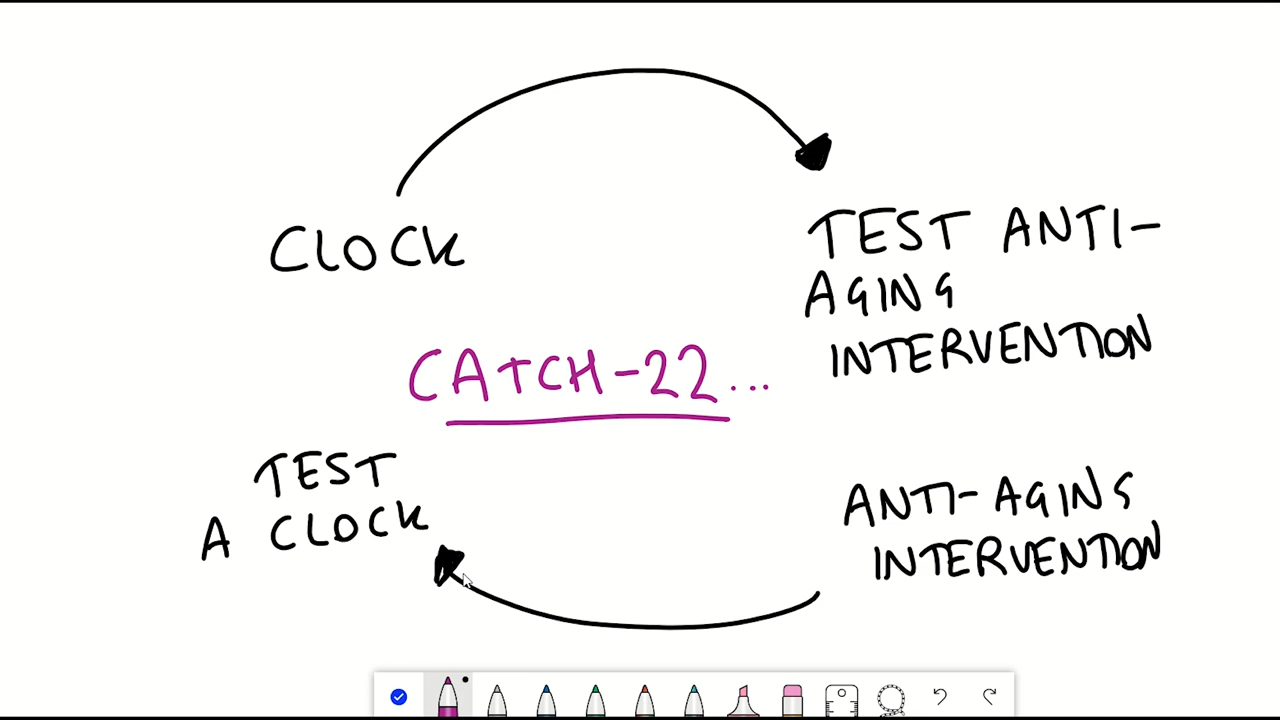 CLOCK
TEST ANTI-
AGING
INTERVENTION
CATCH-22...
TEST
A CLOCK
ANTI-AGING
INTERVENTION